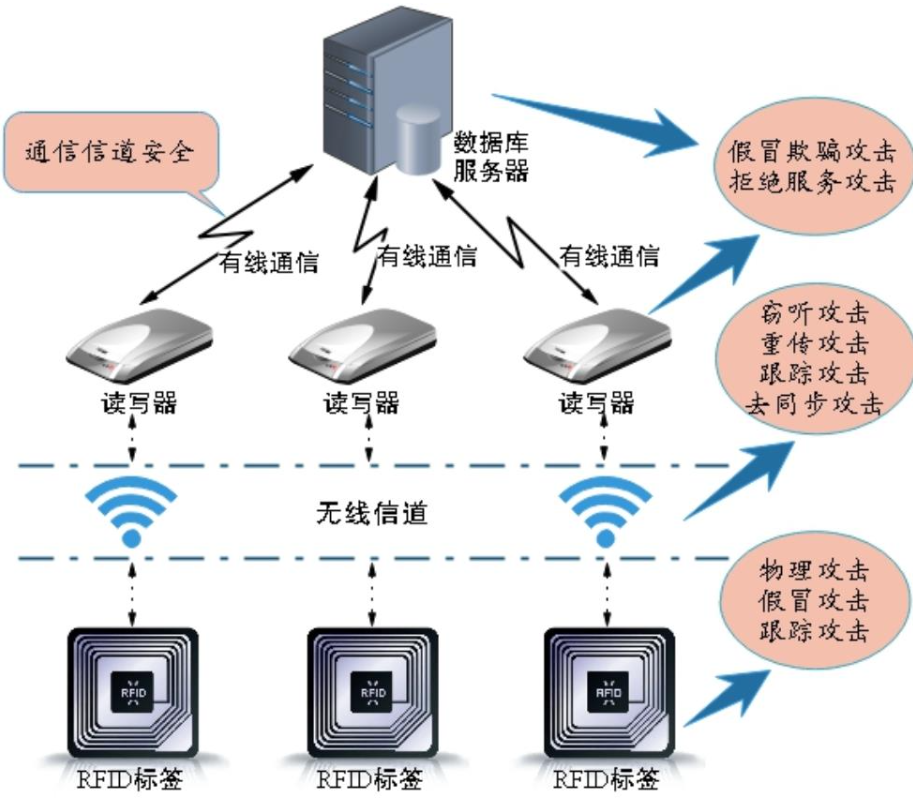 通信信道安全
数据库
服务器
假冒欺骗攻击
拒绝服务攻击
有线通信
有线通信
有线通信
窃听攻击
重传攻击
跟踪攻击
去同步攻击
读写器
读写器
读写器
无线信道
物理攻击
假冒攻击
跟踪攻击
RFID
RFID
RFID
RFID标签
RFID标签
RFID标签